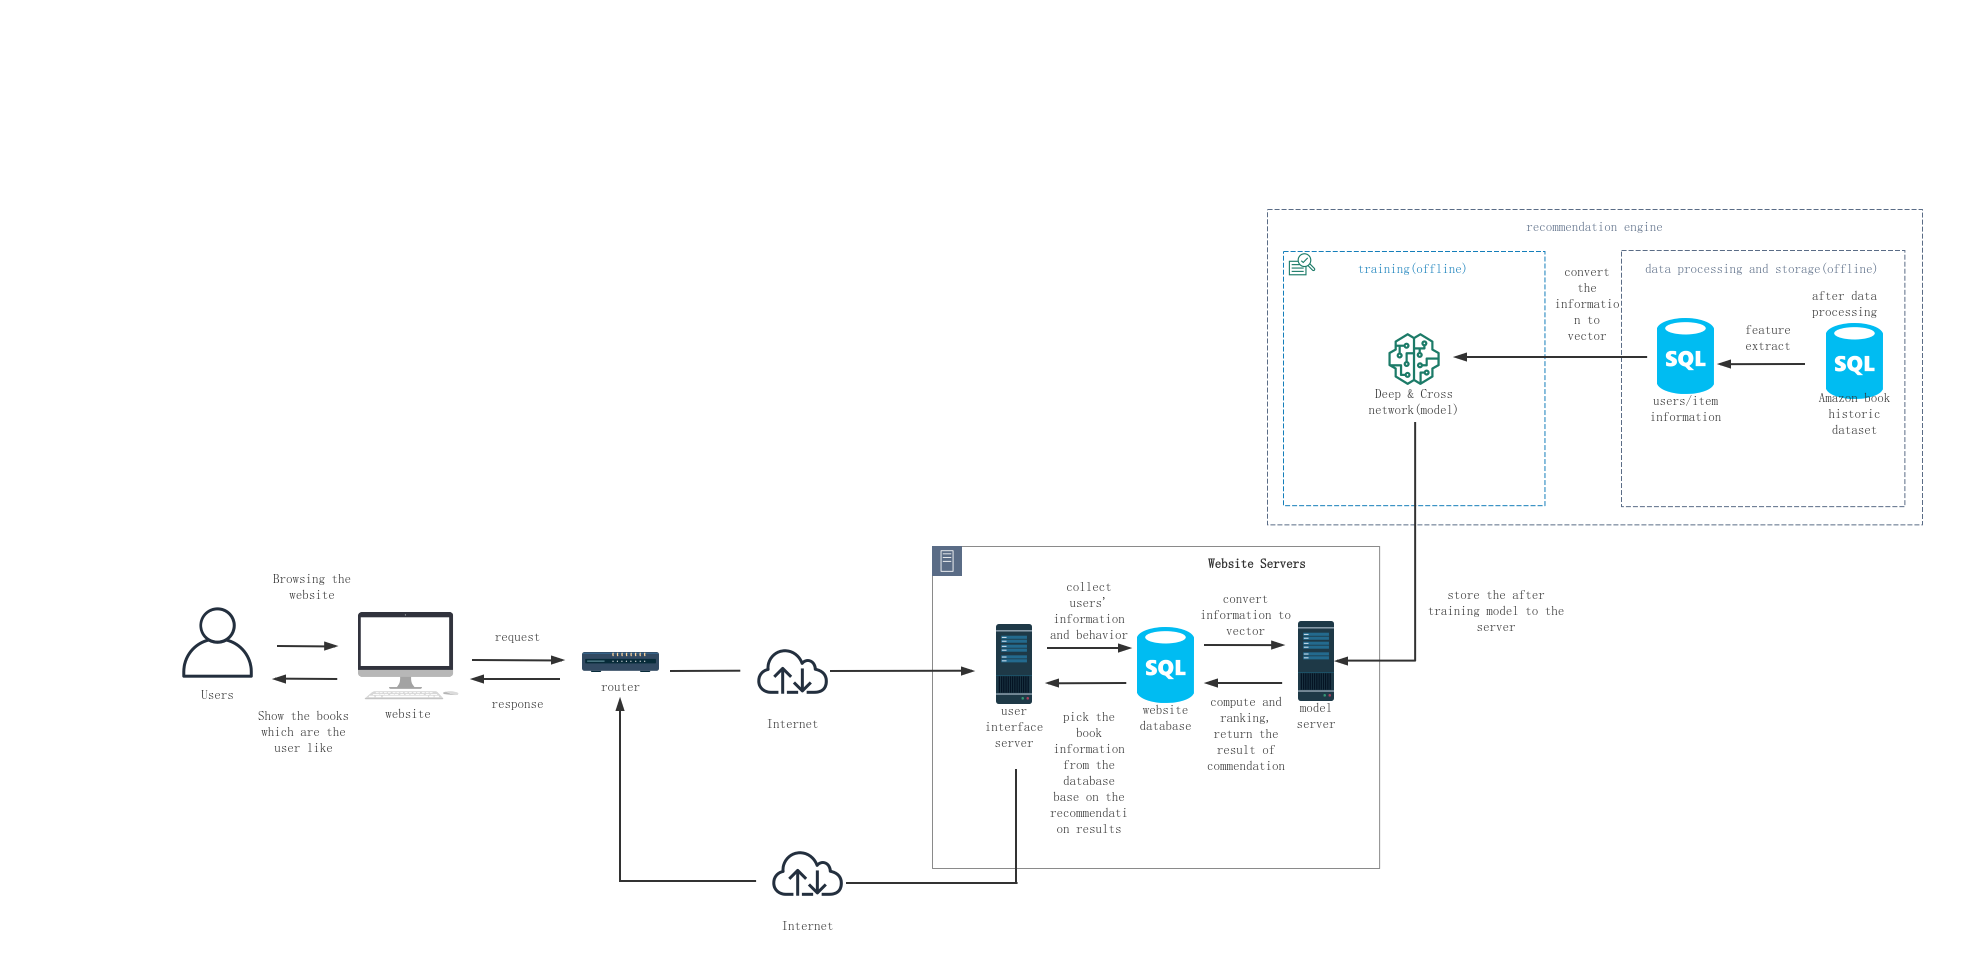 recommendation engine
training(offline)
convert
the
informatio
n to
vector
data processing and storage(offline)
after data
processing
feature
extract
SQL
SQL
Deep & Cross
network(model)
users/item
information
Amazon book
historic
dataset
Website Servers
Browsing the
website
collect
users'
information
and behavior
convert
information to
vector
store the after
training model to the
server
request
SQL
Users
website
response
router
Internet
Show the books
which are the
user like
user
interface
server
website
database
model
server
pick the
book
information
from the
database
base on the
recommendati
on results
compute and
ranking,
return the
result of
commendation
Internet